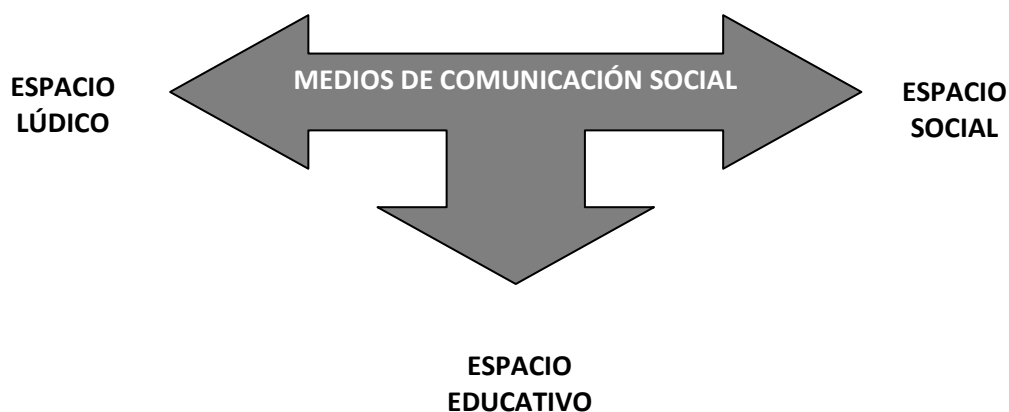 MEDIOS DE COMUNICACIÓN SOCIAL
ESPACIO
LÚDICO
ESPACIO
SOCIAL
ESPACIO
EDUCATIVO